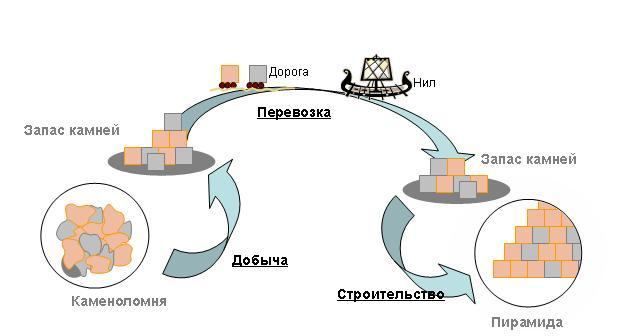 Дорога
Нил
Перевозка
Запас камней
Запас камней
Добыча
Каменоломня
Строительство
Пирамида